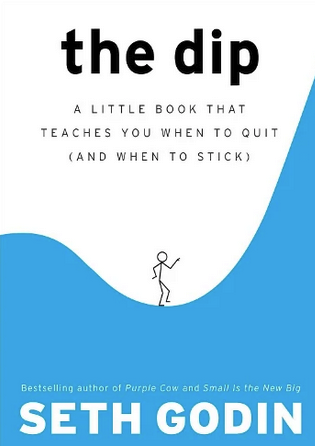 the dip
A LITTLE BOOK THAT
TEACHES YOU WHEN TO QUIT
(AND WHEN TO STICK)
Bestselling author of Purple Cow and Small Is the New Big
SETH GODIN